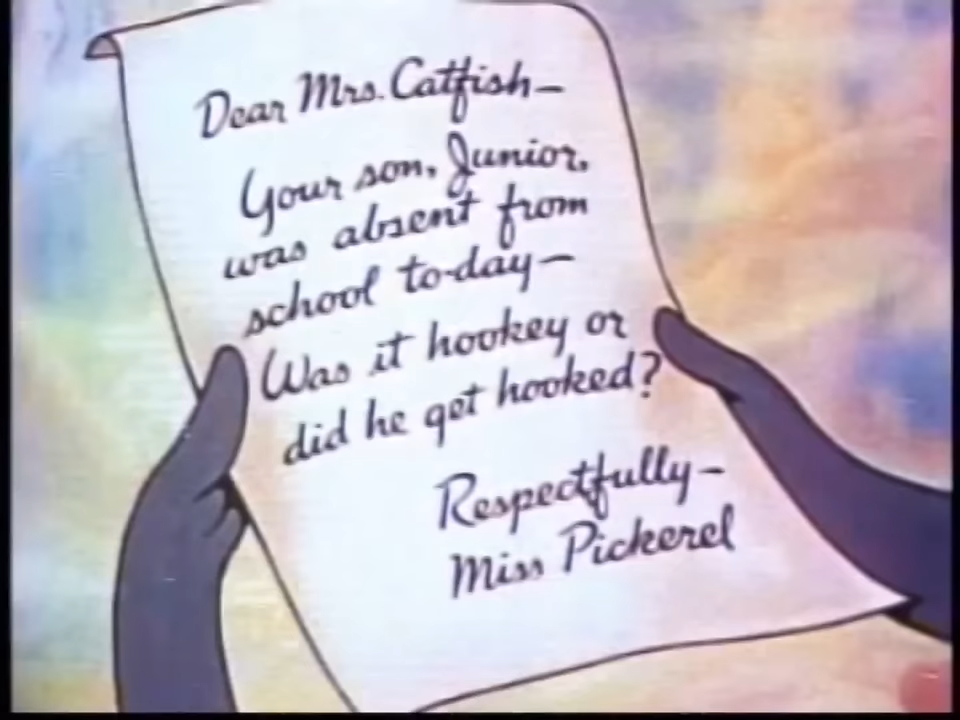 Dear Mrs. Catfish—
Your son, Junior,
was absent from
school to-day—
Was it hookey or
did he get hooked?
Respectfully—
Miss Pickerel